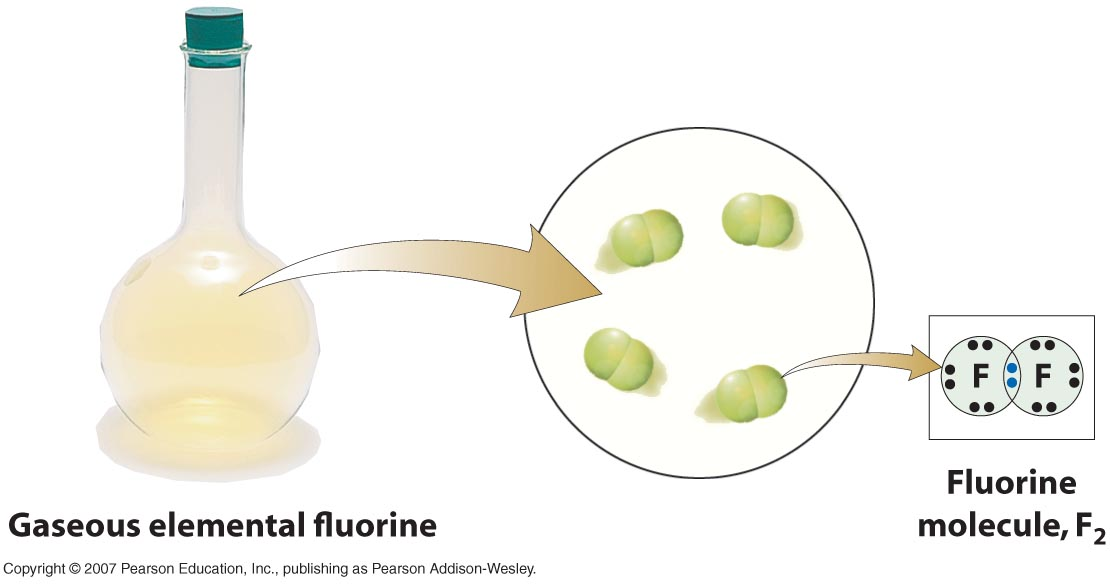 F F
Fluorine
molecule, F₂
Gaseous elemental fluorine
Copyright © 2007 Pearson Education, Inc., publishing as Pearson Addison-Wesley.